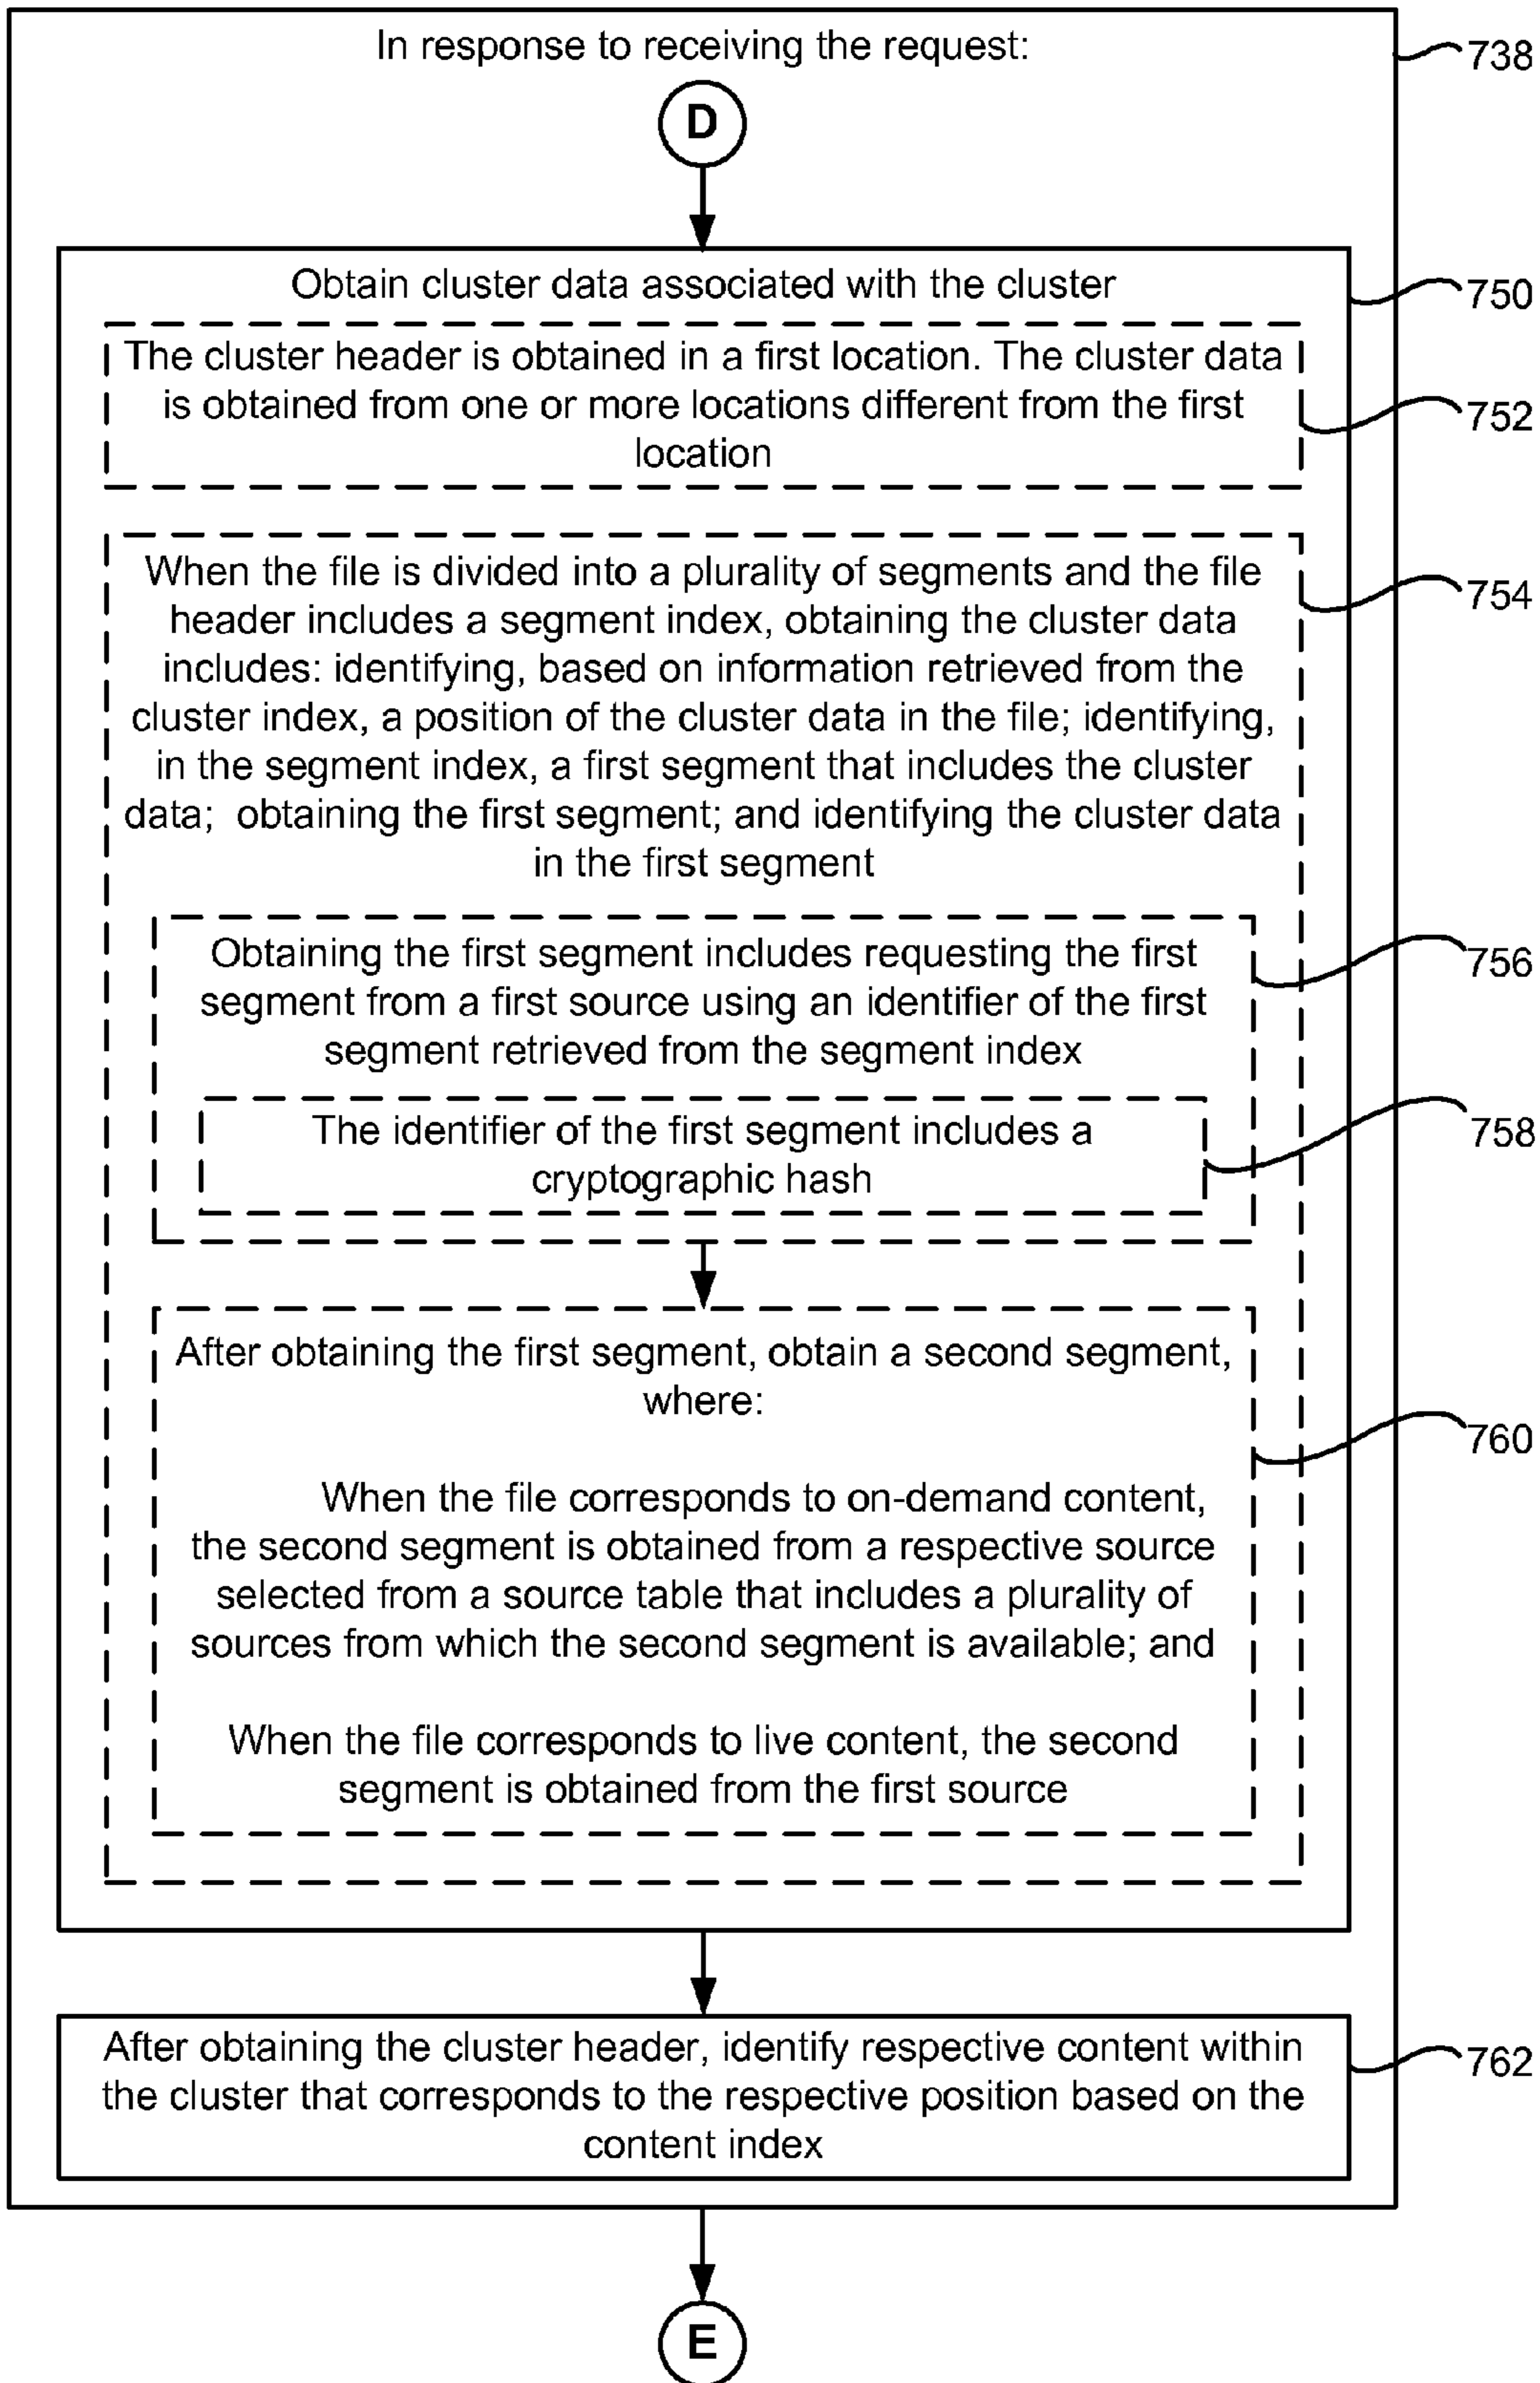 In response to receiving the request:
738
D
Obtain cluster data associated with the cluster
750
The cluster header is obtained in a first location. The cluster data
is obtained from one or more locations different from the first
location
752
When the file is divided into a plurality of segments and the file
header includes a segment index, obtaining the cluster data
includes: identifying, based on information retrieved from the
cluster index, a position of the cluster data in the file; identifying,
in the segment index, a first segment that includes the cluster
data;  obtaining the first segment; and identifying the cluster data
in the first segment
754
Obtaining the first segment includes requesting the first
segment from a first source using an identifier of the first
segment retrieved from the segment index
756
The identifier of the first segment includes a
cryptographic hash
758
After obtaining the first segment, obtain a second segment,
where:
When the file corresponds to on-demand content,
the second segment is obtained from a respective source
selected from a source table that includes a plurality of
sources from which the second segment is available; and
When the file corresponds to live content, the second
segment is obtained from the first source
760
After obtaining the cluster header, identify respective content within
the cluster that corresponds to the respective position based on the
content index
762
E